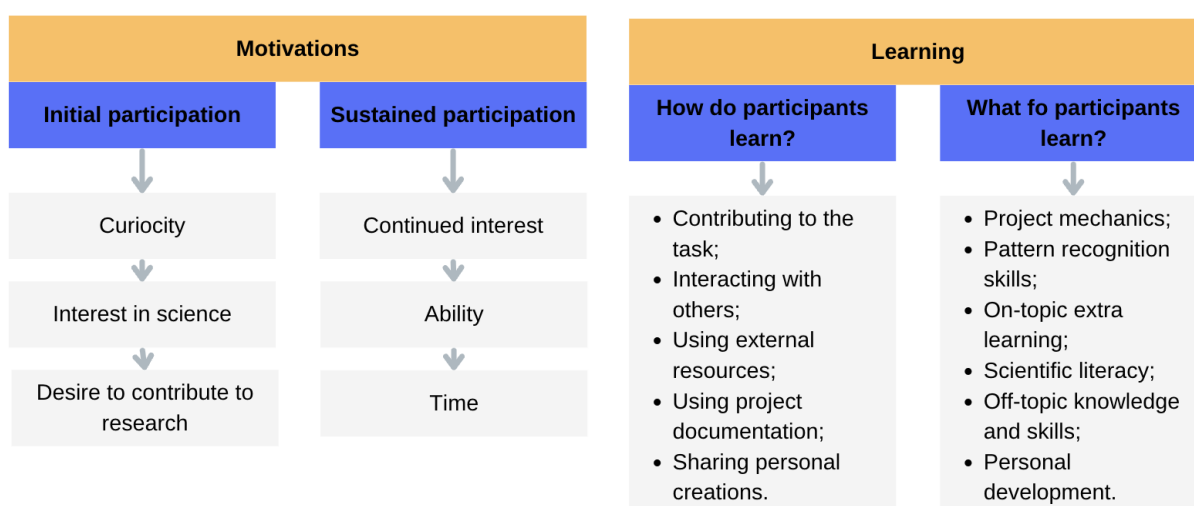 Motivations
Initial participation
Curiocity
Interest in science
Desire to contribute to
research
Sustained participation
Continued interest
Ability
Time
Learning
How do participants
learn?
• Contributing to the
task;
• Interacting with
others;
• Using external
resources;
• Using project
documentation;
• Sharing personal
creations.
What fo participants
learn?
• Project mechanics;
• Pattern recognition
skills;
• On-topic extra
learning;
• Scientific literacy;
• Off-topic knowledge
and skills;
• Personal
development.